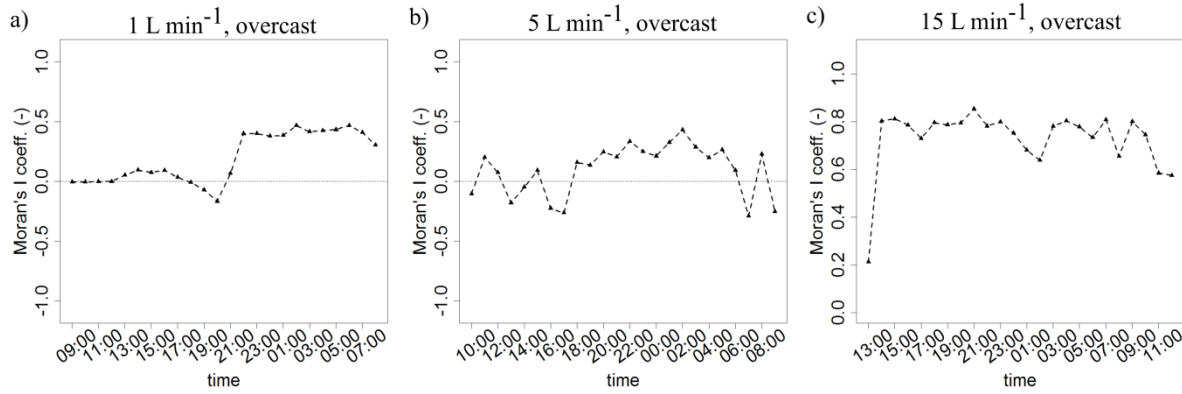 a) 1 L min⁻¹, overcast
Moran's I coeff. (-)
1.0
0.5
0.0
-0.5
-1.0
09:00 11:00 13:00 15:00 17:00 19:00 21:00 23:00 01:00 03:00 05:00 07:00
time
b) 5 L min⁻¹, overcast
Moran's I coeff. (-)
1.0
0.5
0.0
-0.5
-1.0
10:00 12:00 14:00 16:00 18:00 20:00 22:00 00:00 02:00 04:00 06:00 08:00
time
c) 15 L min⁻¹, overcast
Moran's I coeff. (-)
1.0
0.8
0.6
0.4
0.2
0.0
13:00 15:00 17:00 19:00 21:00 23:00 01:00 03:00 05:00 07:00 09:00 11:00
time